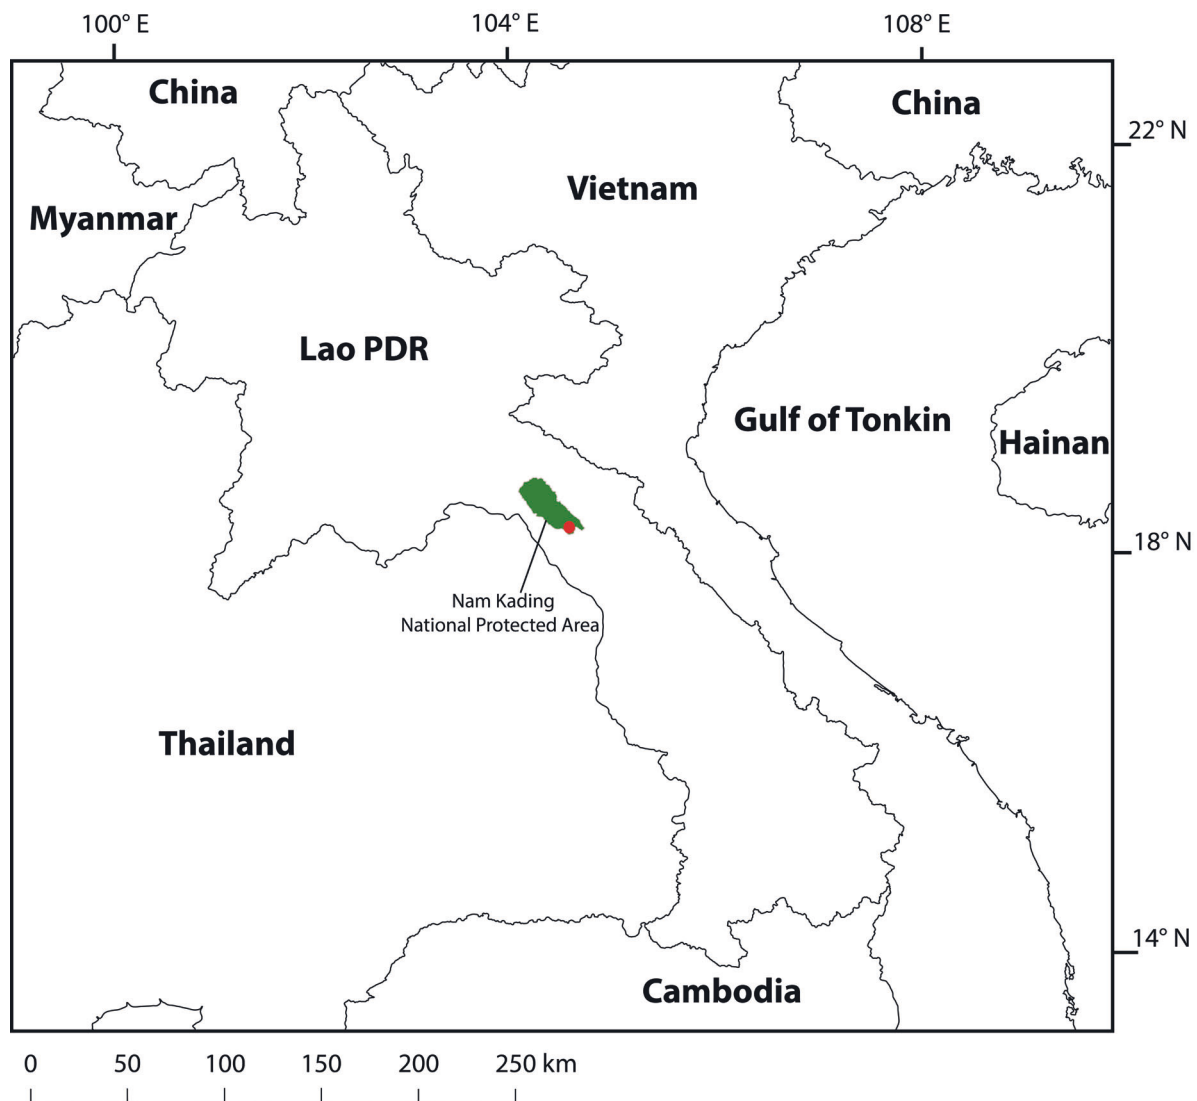 100° E
104° E
108° E
China
China
22° N
Vietnam
Myanmar
Lao PDR
Gulf of Tonkin
Hainan
18° N
Nam Kading
National Protected Area
Thailand
14° N
Cambodia
0 50 100 150 200 250 km